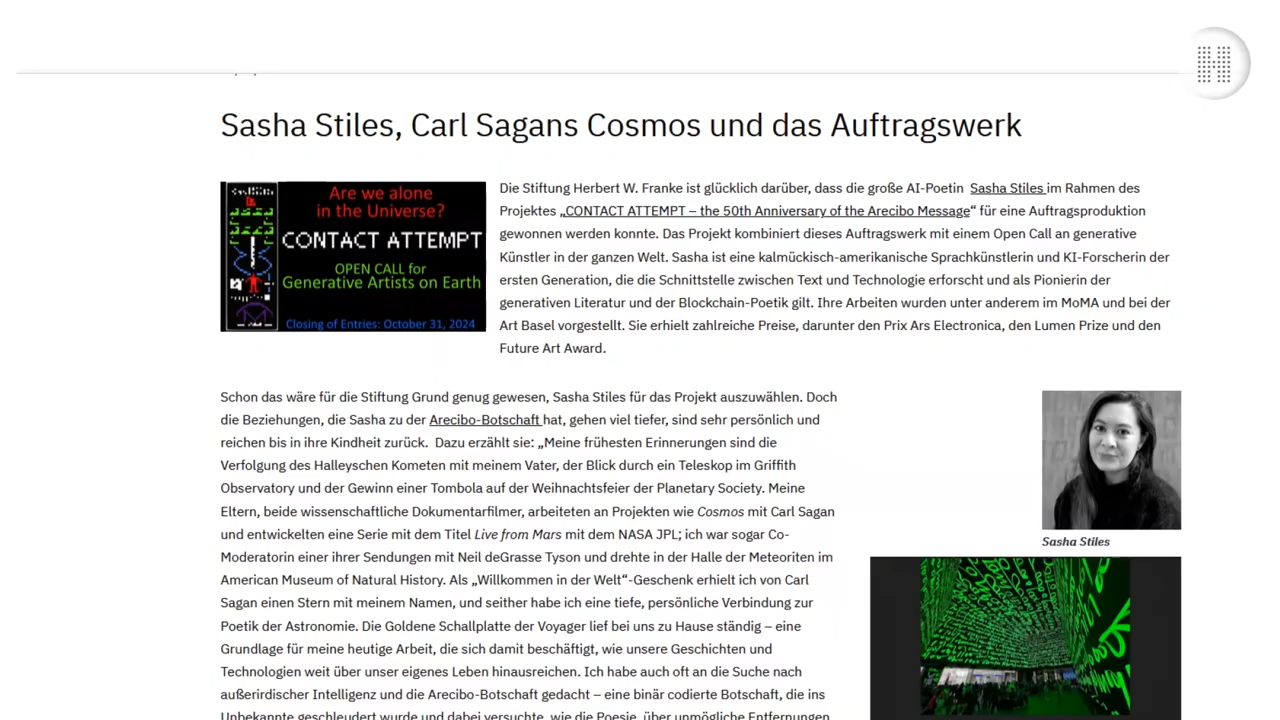 Sasha Stiles, Carl Sagans Cosmos und das Auftragswerk
Are we alone
in the Universe?
CONTACT ATTEMPT
OPEN CALL for
Generative Artists on Earth
Closing of Entries: October 31, 2024
Die Stiftung Herbert W. Franke ist glücklich darüber, dass die große AI-Poetin Sasha Stiles im Rahmen des
Projektes „CONTACT ATTEMPT – the 50th Anniversary of the Arecibo Message“ für eine Auftragsproduktion
gewonnen werden konnte. Das Projekt kombiniert dieses Auftragswerk mit einem Open Call an generative
Künstler in der ganzen Welt. Sasha ist eine kalmückisch-amerikanische Sprachkünstlerin und KI-Forscherin der
ersten Generation, die die Schnittstelle zwischen Text und Technologie erforscht und als Pionierin der
generativen Literatur und der Blockchain-Poetik gilt. Ihre Arbeiten wurden unter anderem im MoMA und bei der
Art Basel vorgestellt. Sie erhielt zahlreiche Preise, darunter den Prix Ars Electronica, den Lumen Prize und den
Future Art Award.
Schon das wäre für die Stiftung Grund genug gewesen, Sasha Stiles für das Projekt auszuwählen. Doch
die Beziehungen, die Sasha zu der Arecibo-Botschaft hat, gehen viel tiefer, sind sehr persönlich und
reichen bis in ihre Kindheit zurück. Dazu erzählt sie: „Meine frühesten Erinnerungen sind die
Verfolgung des Halleyschen Kometen mit meinem Vater, der Blick durch ein Teleskop im Griffith
Observatory und der Gewinn einer Tombola auf der Weihnachtsfeier der Planetary Society. Meine
Eltern, beide wissenschaftliche Dokumentarfilmer, arbeiteten an Projekten wie Cosmos mit Carl Sagan
und entwickelten eine Serie mit dem Titel Live from Mars mit dem NASA JPL; ich war sogar Co-
Moderatorin einer ihrer Sendungen mit Neil deGrasse Tyson und drehte in der Halle der Meteoriten im
American Museum of Natural History. Als „Willkommen in der Welt“-Geschenk erhielt ich von Carl
Sagan einen Stern mit meinem Namen, und seither habe ich eine tiefe, persönliche Verbindung zur
Poetik der Astronomie. Die Goldene Schallplatte der Voyager lief bei uns zu Hause ständig – eine
Grundlage für meine heutige Arbeit, die sich damit beschäftigt, wie unsere Geschichten und
Technologien weit über unser eigenes Leben hinausreichen. Ich habe auch oft an die Suche nach
außerirdischer Intelligenz und die Arecibo-Botschaft gedacht – eine binär codierte Botschaft, die ins
Unbekannte geschleudert wurde und dabei versuchte, wie die Poesie, über unmögliche Entfernungen
Sasha Stiles